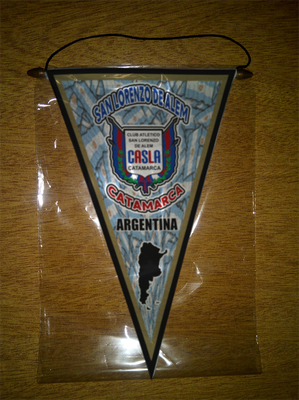 SAN LORENZO DE ALEM
CLUB ATLETICO
SAN LORENZO
DE ALEM
CASLA
CATAMARCA
CATAMARCA
ARGENTINA